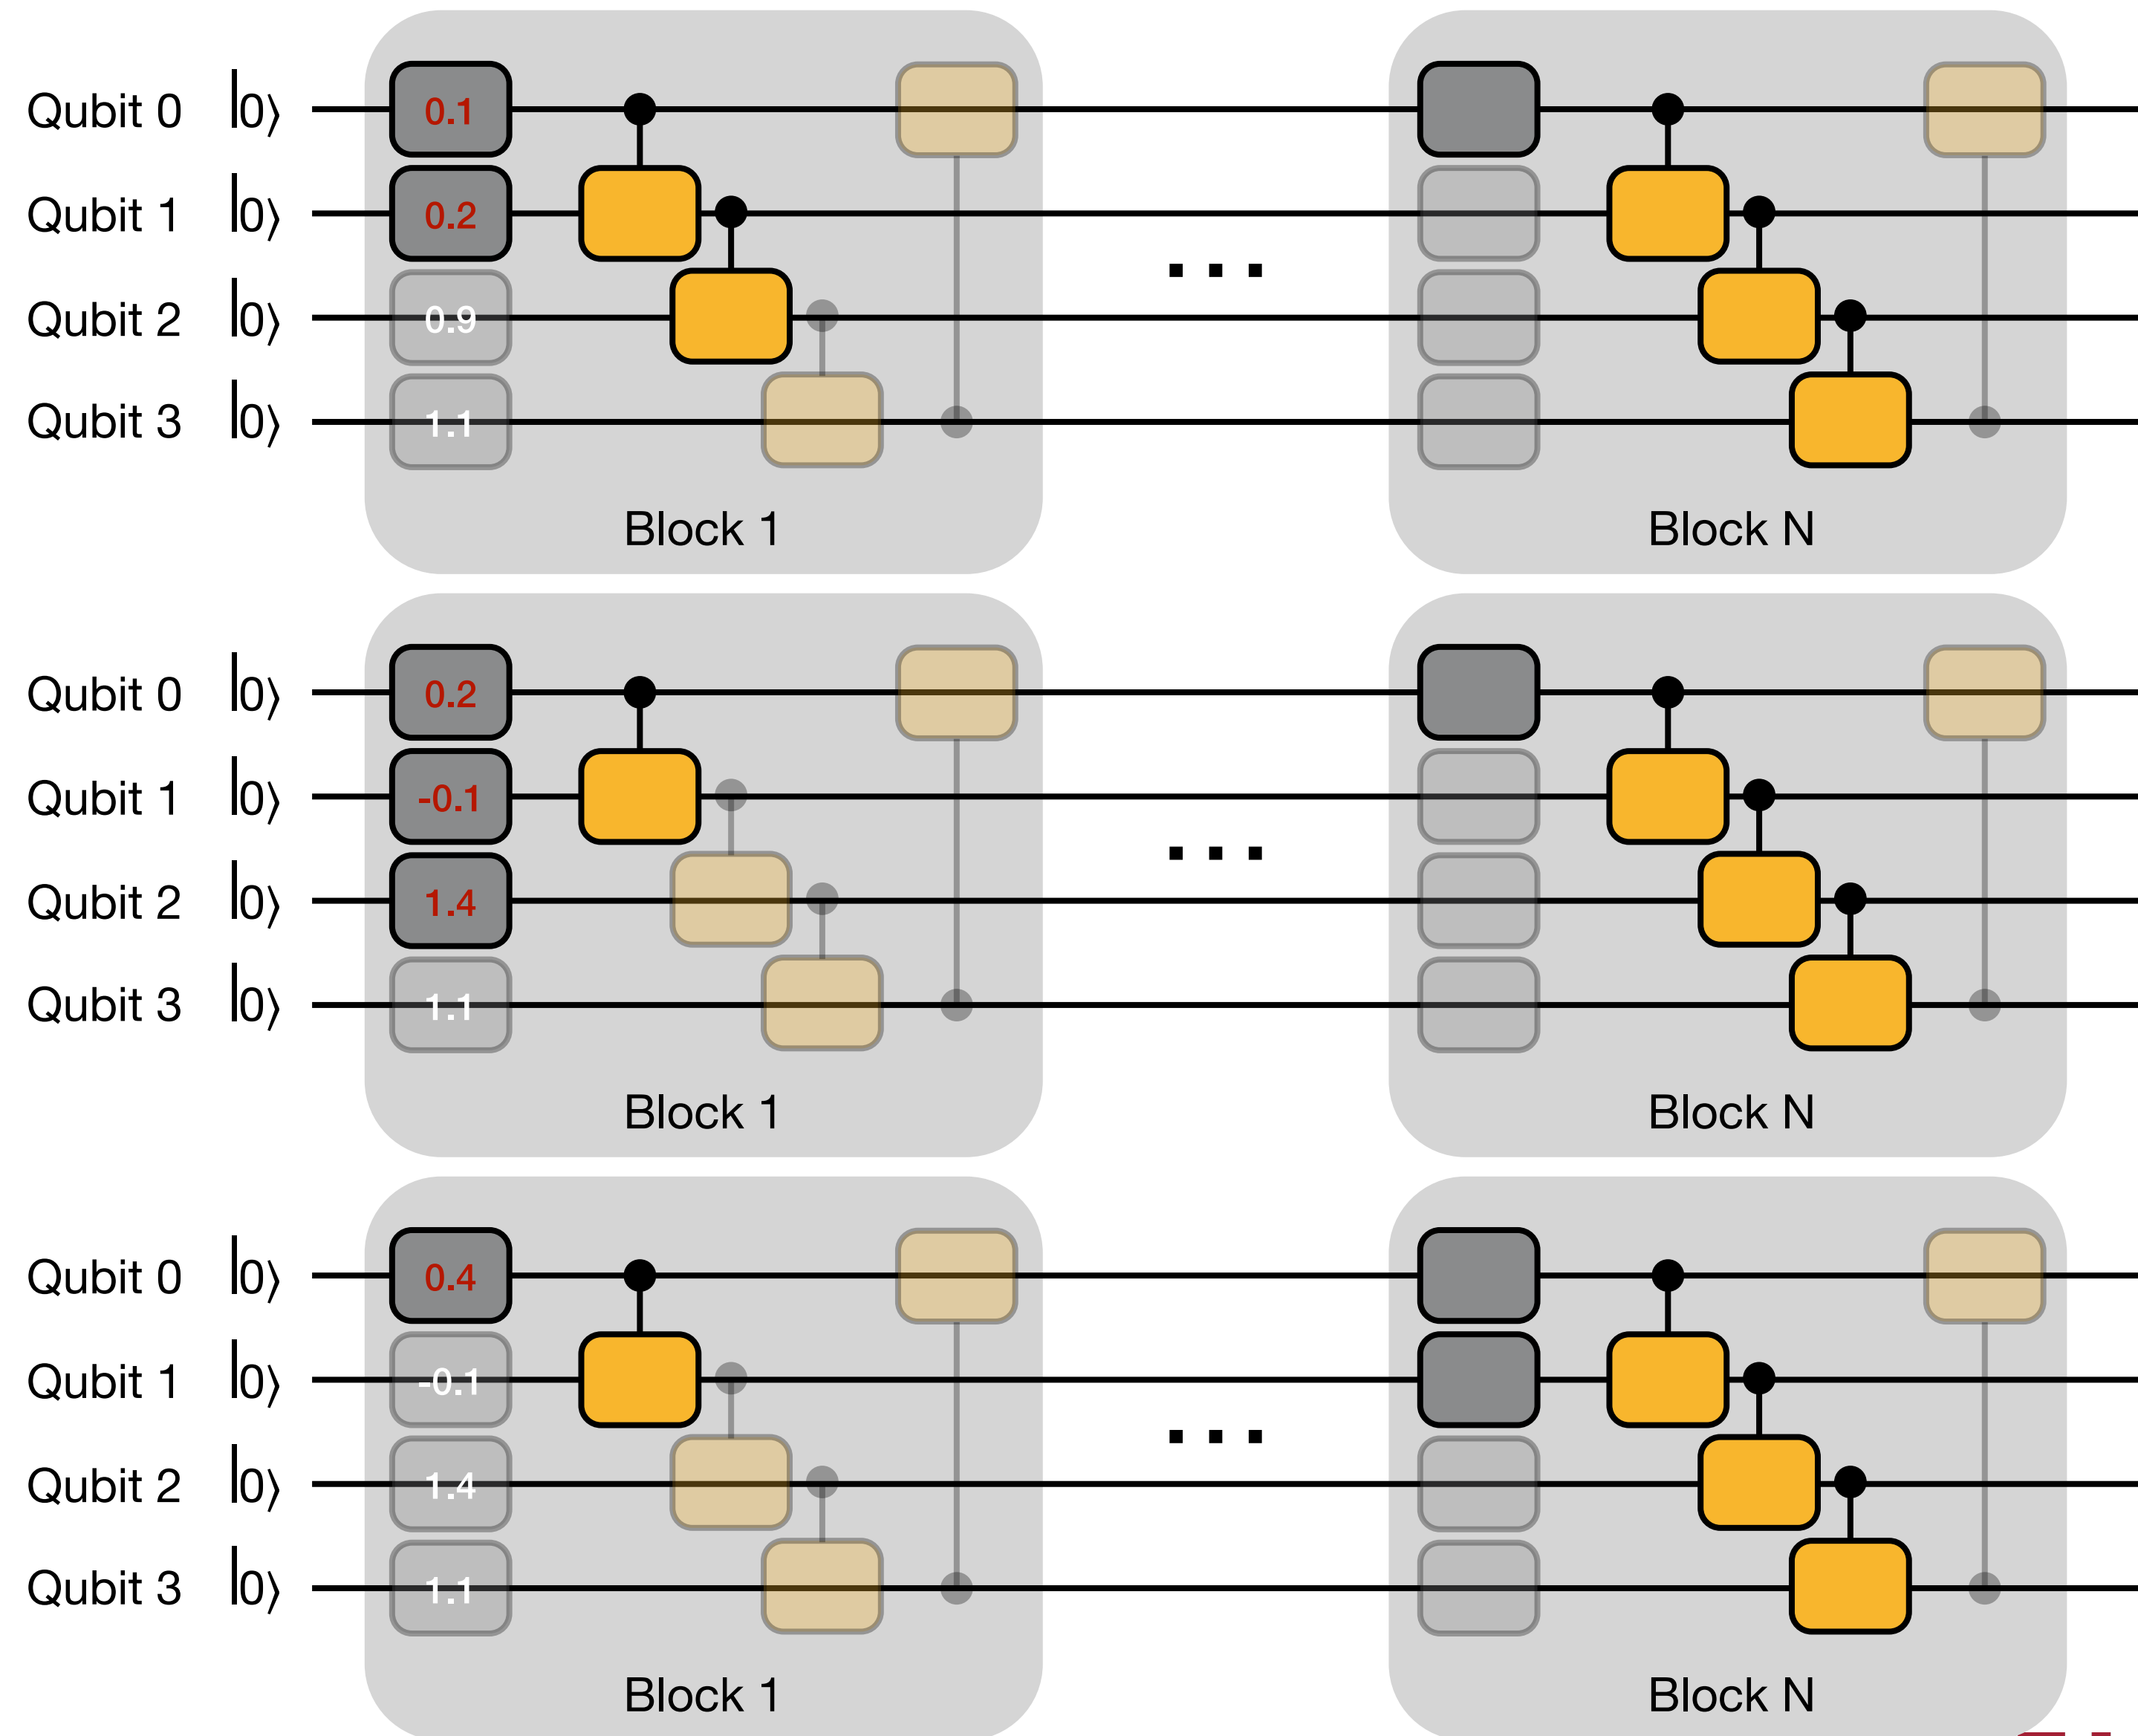 Qubit 0 |0⟩ 0.1
Qubit 1 |0⟩ 0.2
Qubit 2 |0⟩ 0.9
Qubit 3 |0⟩ 1.1
...
Block 1 Block N
Qubit 0 |0⟩ 0.2
Qubit 1 |0⟩ -0.1
Qubit 2 |0⟩ 1.4
Qubit 3 |0⟩ 1.1
...
Block 1 Block N
Qubit 0 |0⟩ 0.4
Qubit 1 |0⟩ -0.1
Qubit 2 |0⟩ 1.4
Qubit 3 |0⟩ 1.1
...
Block 1 Block N